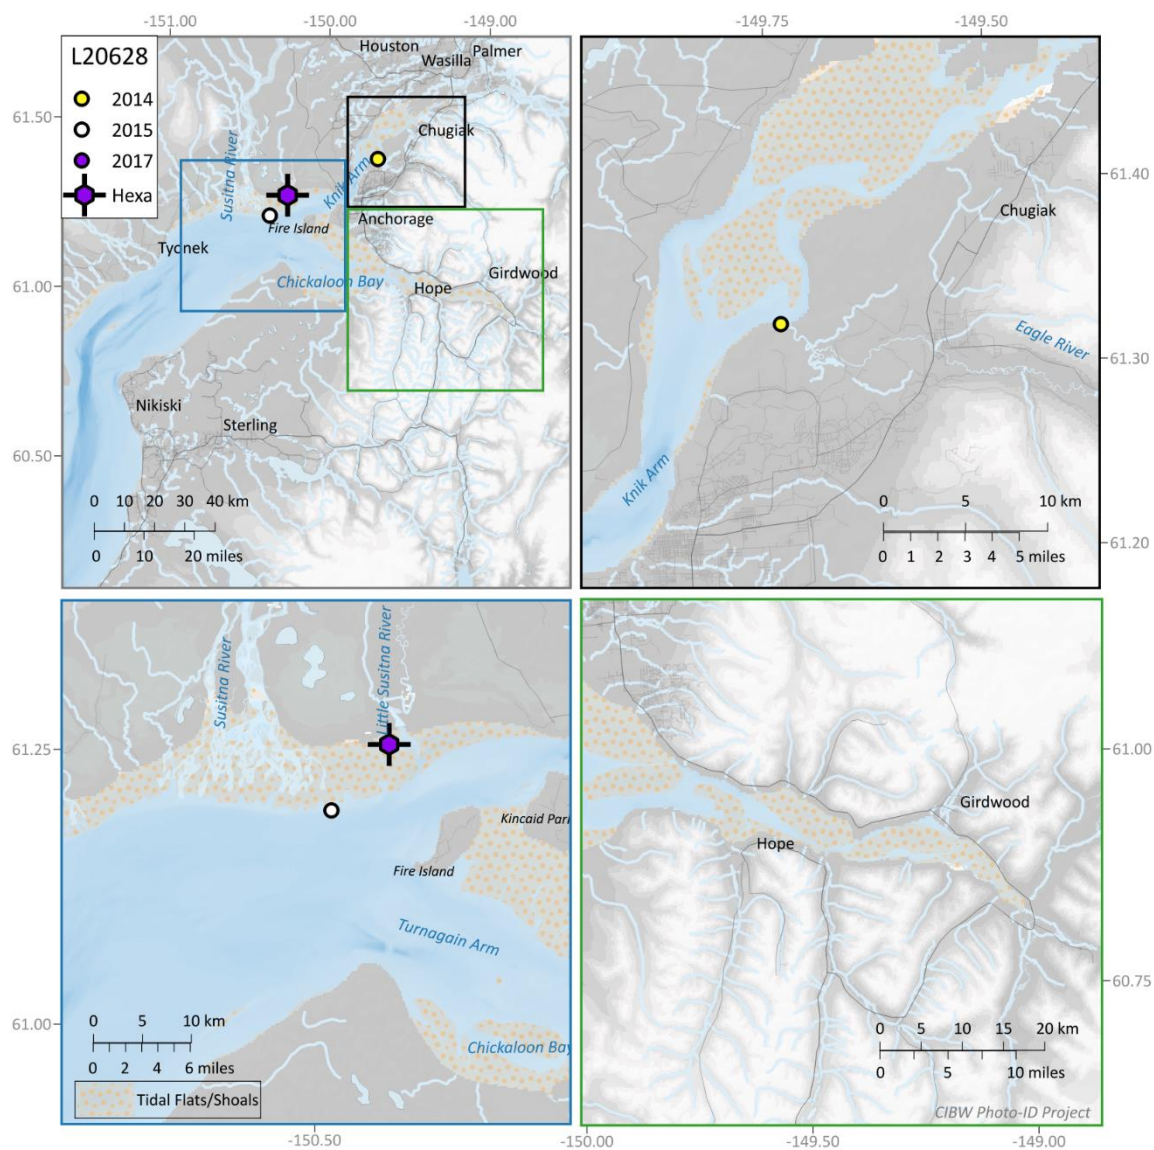 -151.00
-150.00
-149.00
-149.75
-149.50
L20628
2014
2015
2017
Hexa
Houston
Palmer
Wasilla
61.50
Chugiak
Susitna River
Knik Arm
Anchorage
Fire Island
Tyonek
Girdwood
Chickaloon Bay
Hope
61.00
Nikiski
Sterling
60.50
0 10 20 30 40 km
0 10 20 miles
61.40
Chugiak
Eagle River
61.30
Knik Arm
0 5 10 km
0 1 2 3 4 5 miles
61.20
Susitna River
Little Susitna River
61.25
Kincaid Par
Fire Island
Turnagain Arm
61.00
0 5 10 km
0 2 4 6 miles
Chickaloon Bay
Tidal Flats/Shoals
-150.50
61.00
Girdwood
Hope
60.75
0 5 10 15 20 km
0 5 10 miles
CIBW Photo-ID Project
-150.00
-149.50
-149.00